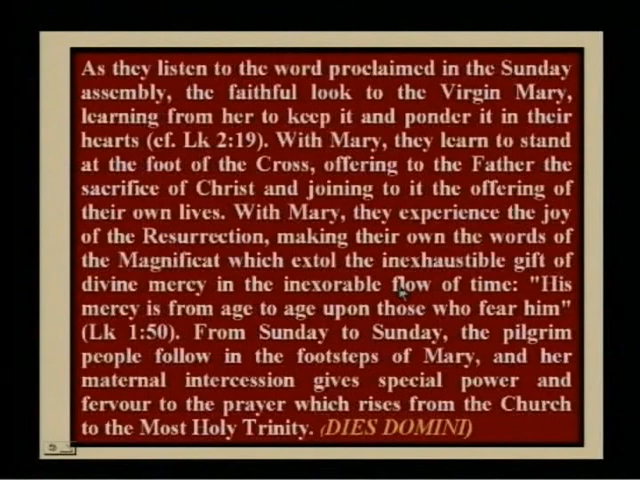 As they listen to the word proclaimed in the Sunday
assembly, the faithful look to the Virgin Mary,
learning from her to keep it and ponder it in their
hearts (cf. Lk 2:19). With Mary, they learn to stand
at the foot of the Cross, offering to the Father the
sacrifice of Christ and joining to it the offering of
their own lives. With Mary, they experience the joy
of the Resurrection, making their own the words of
the Magnificat which extol the inexhaustible gift of
divine mercy in the inexorable flow of time: "His
mercy is from age to age upon those who fear him"
(Lk 1:50). From Sunday to Sunday, the pilgrim
people follow in the footsteps of Mary, and her
maternal intercession gives special power and
fervour to the prayer which rises from the Church
to the Most Holy Trinity. (DIES DOMINI)